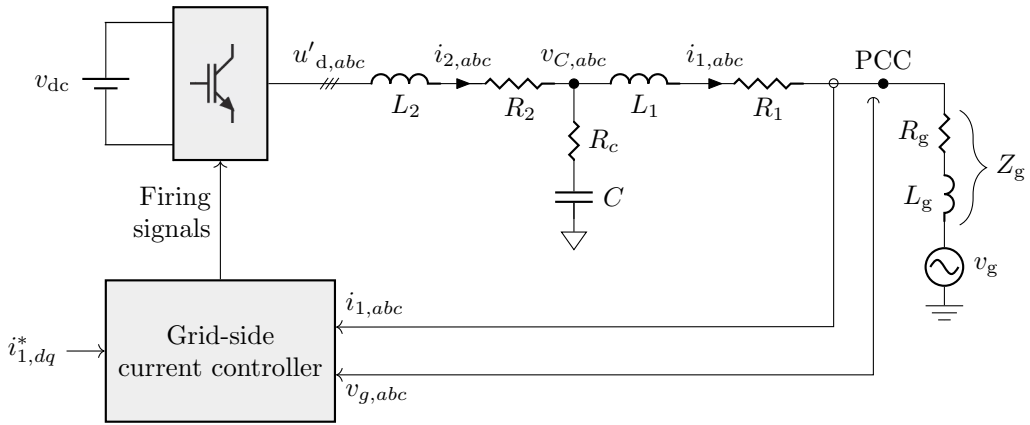 v_dc
u'_d,abc
i_2,abc
v_C,abc
i_1,abc
PCC
L_2
R_2
L_1
R_1
R_c
C
R_g
L_g
Z_g
v_g
Firing
signals
i*_1,dq
Grid-side
current controller
i_1,abc
v_g,abc